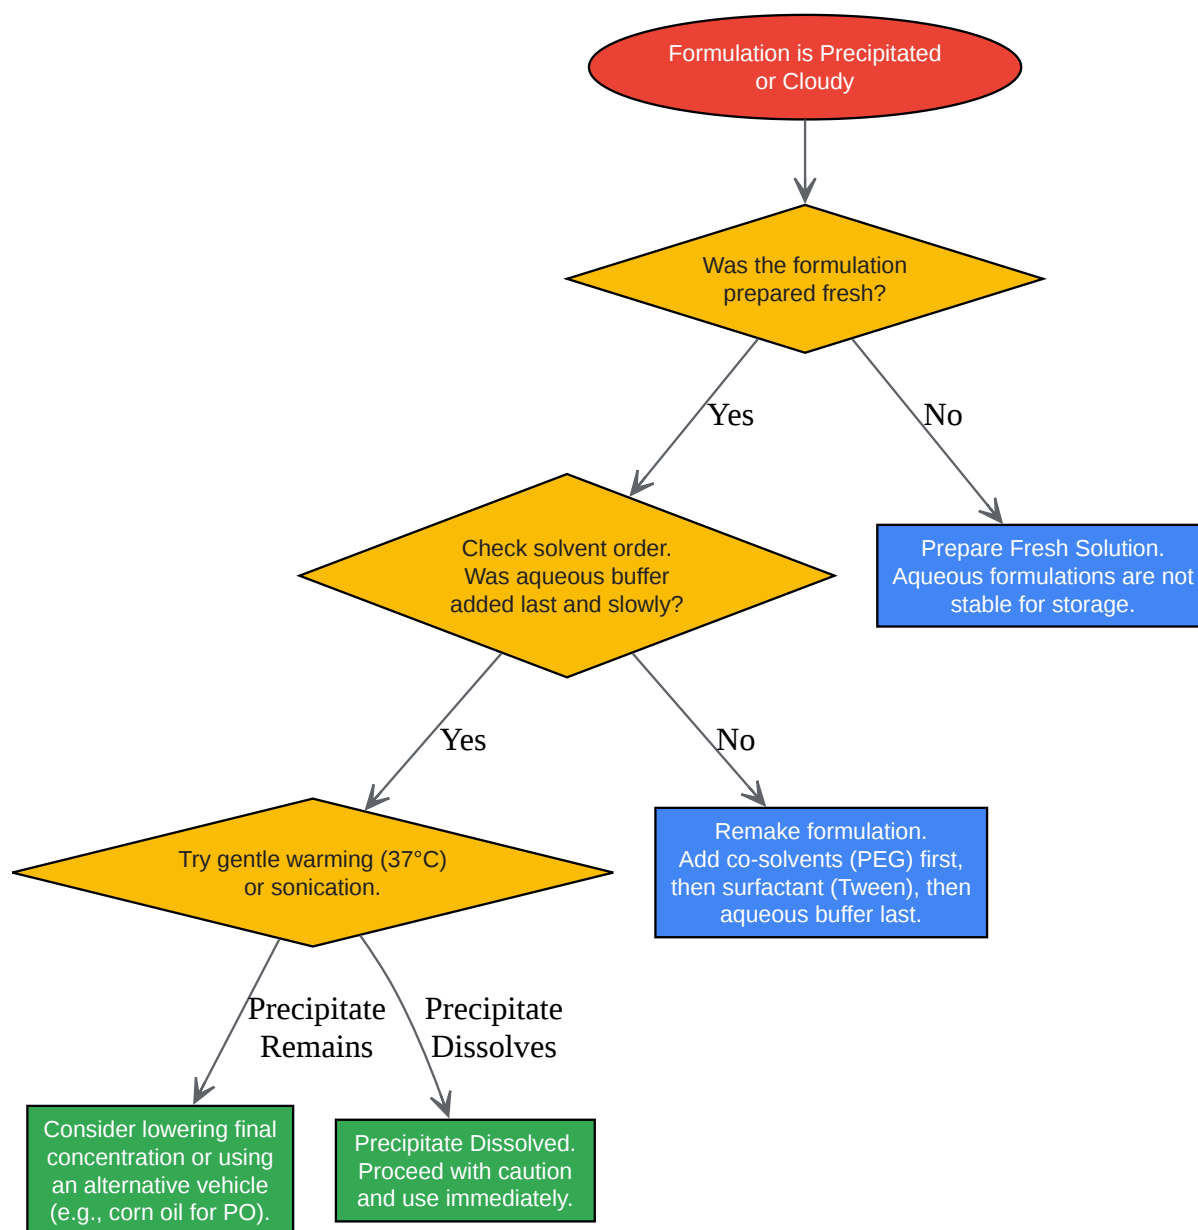 Formulation is Precipitated
or Cloudy
Was the formulation
prepared fresh?
Yes
No
Check solvent order.
Was aqueous buffer
added last and slowly?
Prepare Fresh Solution.
Aqueous formulations are not
stable for storage.
Yes
No
Try gentle warming (37°C)
or sonication.
Remake formulation.
Add co-solvents (PEG) first,
then surfactant (Tween), then
aqueous buffer last.
Precipitate
Remains
Precipitate
Dissolves
Consider lowering final
concentration or using
an alternative vehicle
(e.g., corn oil for PO).
Precipitate Dissolved.
Proceed with caution
and use immediately.